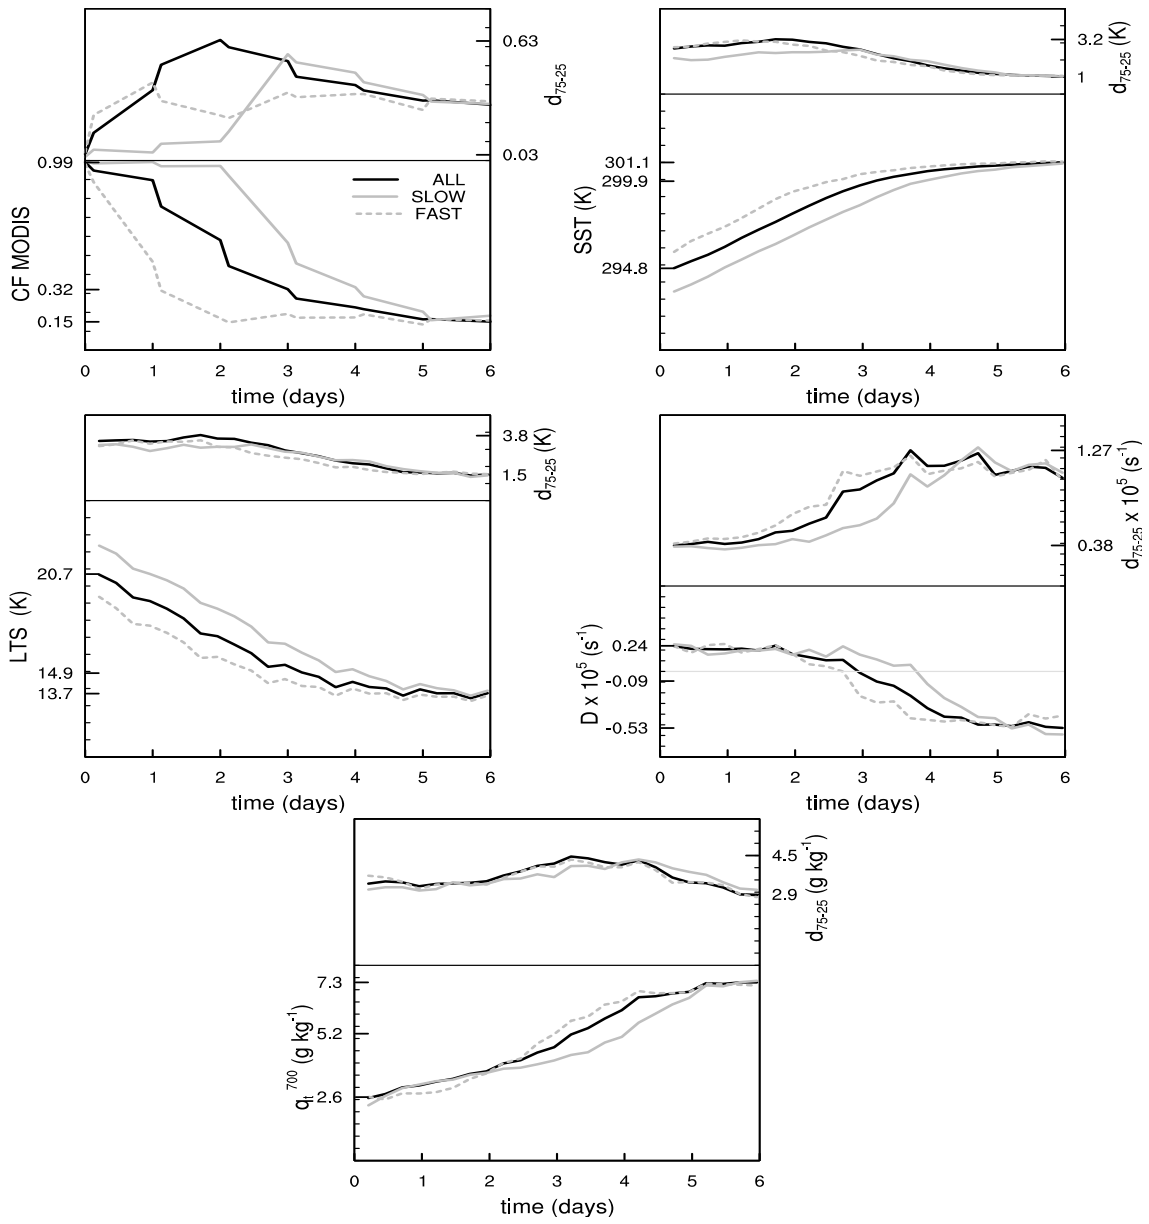 0.63
d75-25
0.03
0.99
ALL
SLOW
FAST
CF MODIS
0.32
0.15
0 1 2 3 4 5 6
time (days)
3.2
d75-25 (K)
1
301.1
299.9
SST (K)
294.8
0 1 2 3 4 5 6
time (days)
3.8
d75-25 (K)
1.5
20.7
LTS (K)
14.9
13.7
0 1 2 3 4 5 6
time (days)
1.27
d75-25 x 10^5 (s^-1)
0.38
0.24
D x 10^5 (s^-1)
-0.09
-0.53
0 1 2 3 4 5 6
time (days)
4.5
d75-25 (g kg^-1)
2.9
7.3
5.2
qt^700 (g kg^-1)
2.6
0 1 2 3 4 5 6
time (days)